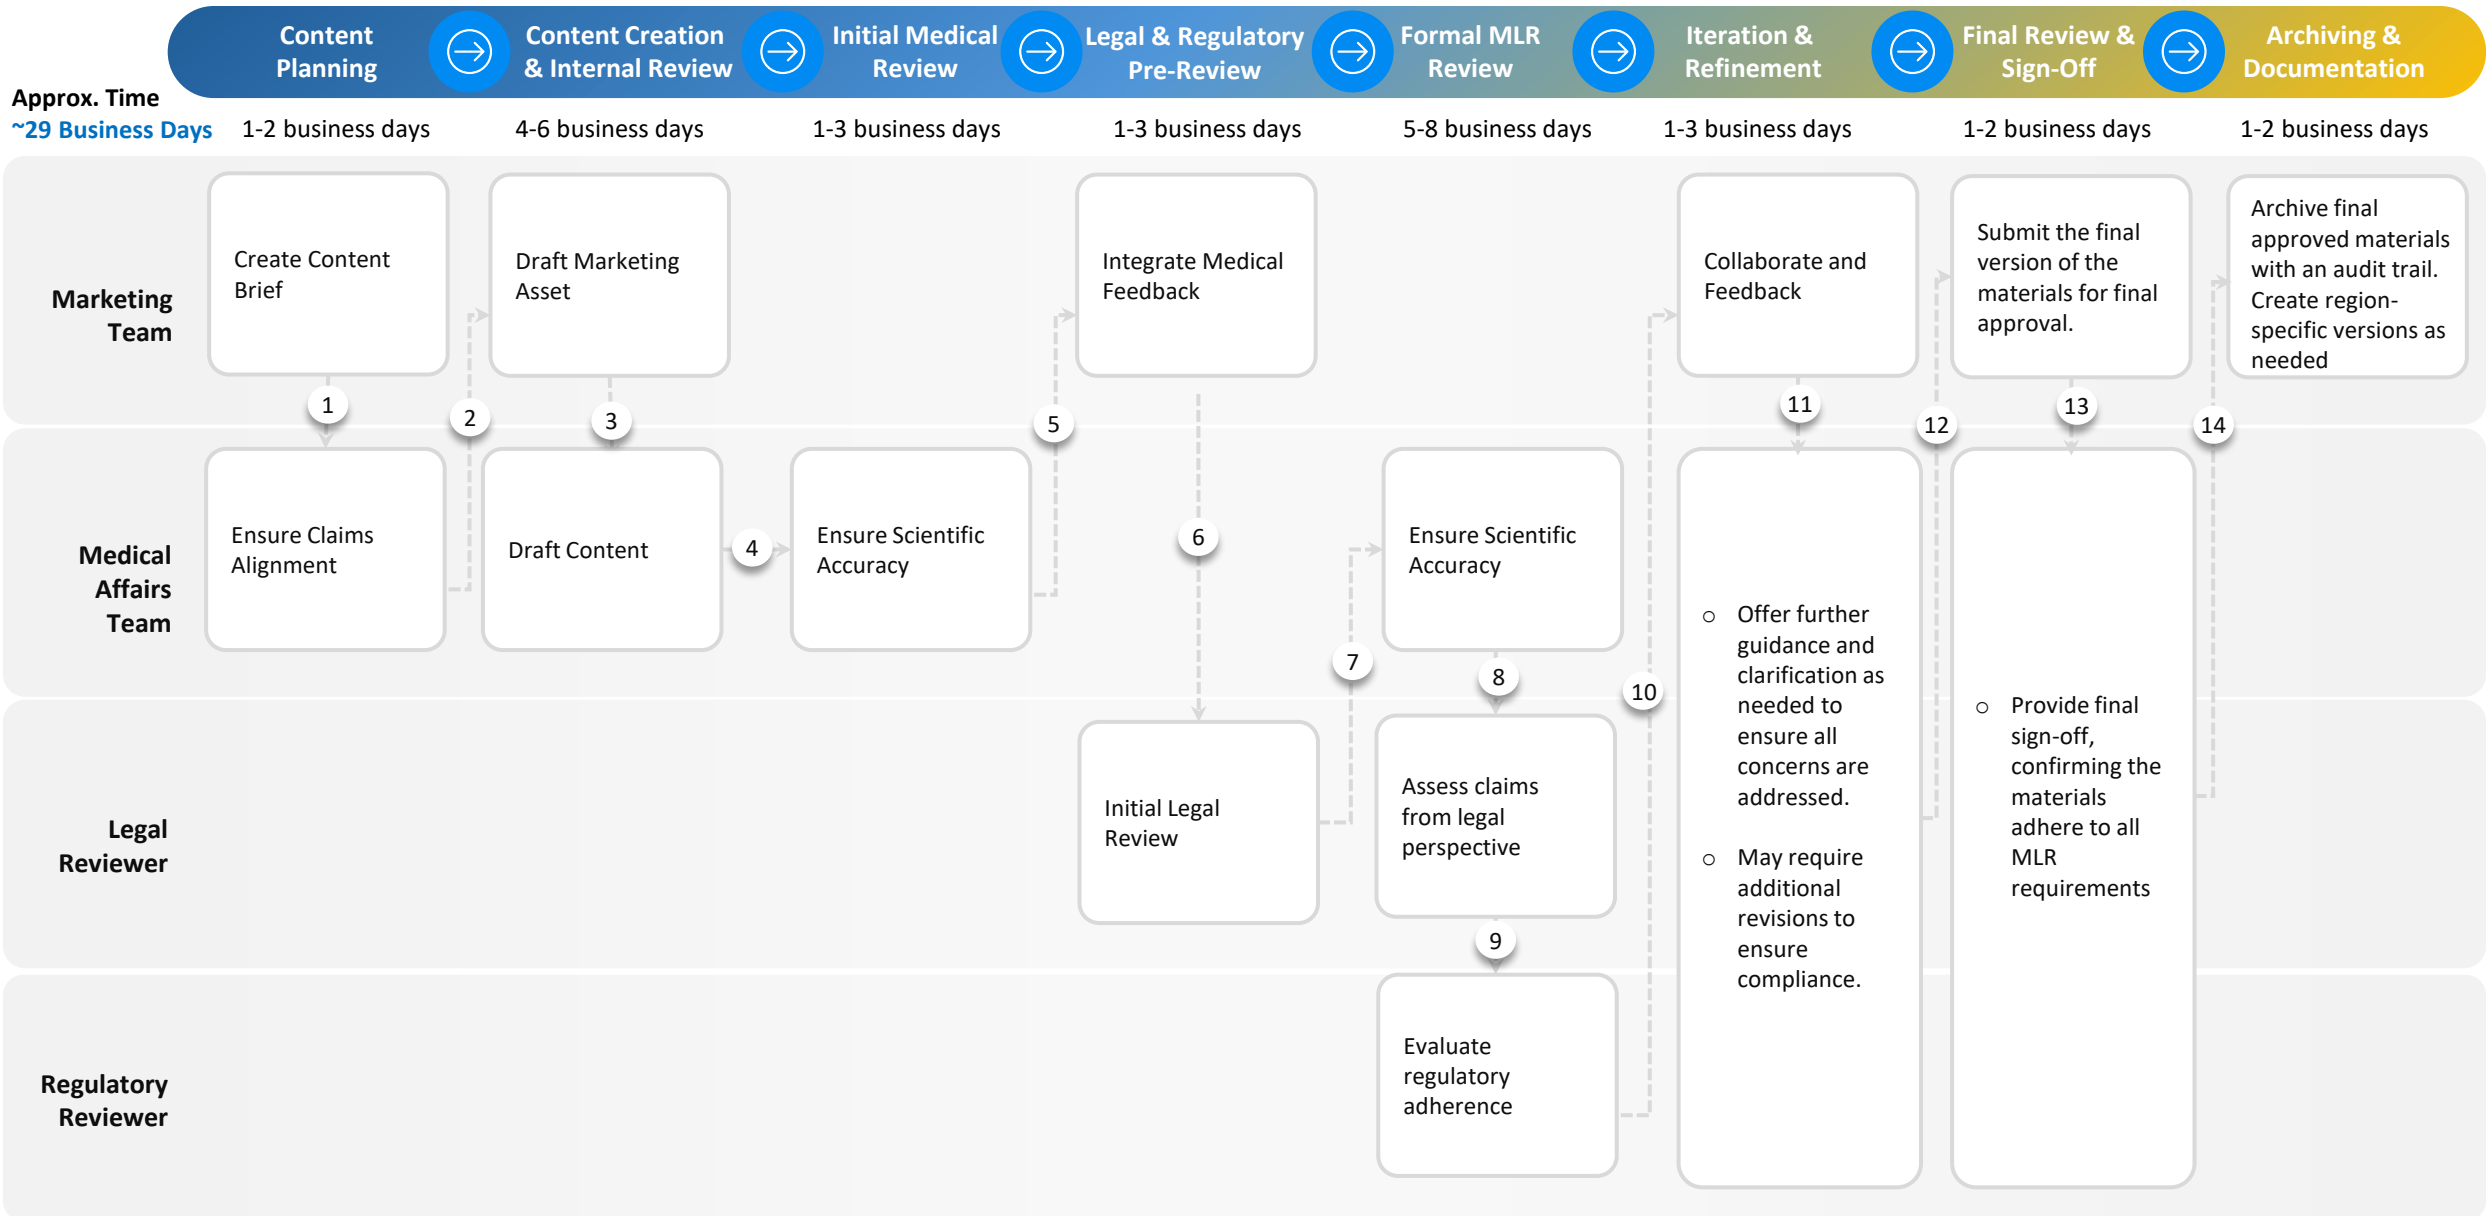 Content
Planning
Content Creation
& Internal Review
Initial Medical
Review
Legal & Regulatory
Pre-Review
Formal MLR
Review
Iteration &
Refinement
Final Review &
Sign-Off
Archiving &
Documentation
Approx. Time
~29 Business Days
1-2 business days
4-6 business days
1-3 business days
1-3 business days
5-8 business days
1-3 business days
1-2 business days
1-2 business days
Marketing
Team
Create Content
Brief
Draft Marketing
Asset
Integrate Medical
Feedback
Collaborate and
Feedback
Submit the final
version of the
materials for final
approval.
Archive final
approved materials
with an audit trail.
Create region-
specific versions as
needed
1
2
3
5
11
12
13
14
Medical
Affairs
Team
Ensure Claims
Alignment
Draft Content
4
Ensure Scientific
Accuracy
6
Ensure Scientific
Accuracy
7
8
10
○ Offer further
guidance and
clarification as
needed to
ensure all
concerns are
addressed.
○ May require
additional
revisions to
ensure
compliance.
○ Provide final
sign-off,
confirming the
materials
adhere to all
MLR
requirements
Legal
Reviewer
Initial Legal
Review
Assess claims
from legal
perspective
9
Regulatory
Reviewer
Evaluate
regulatory
adherence